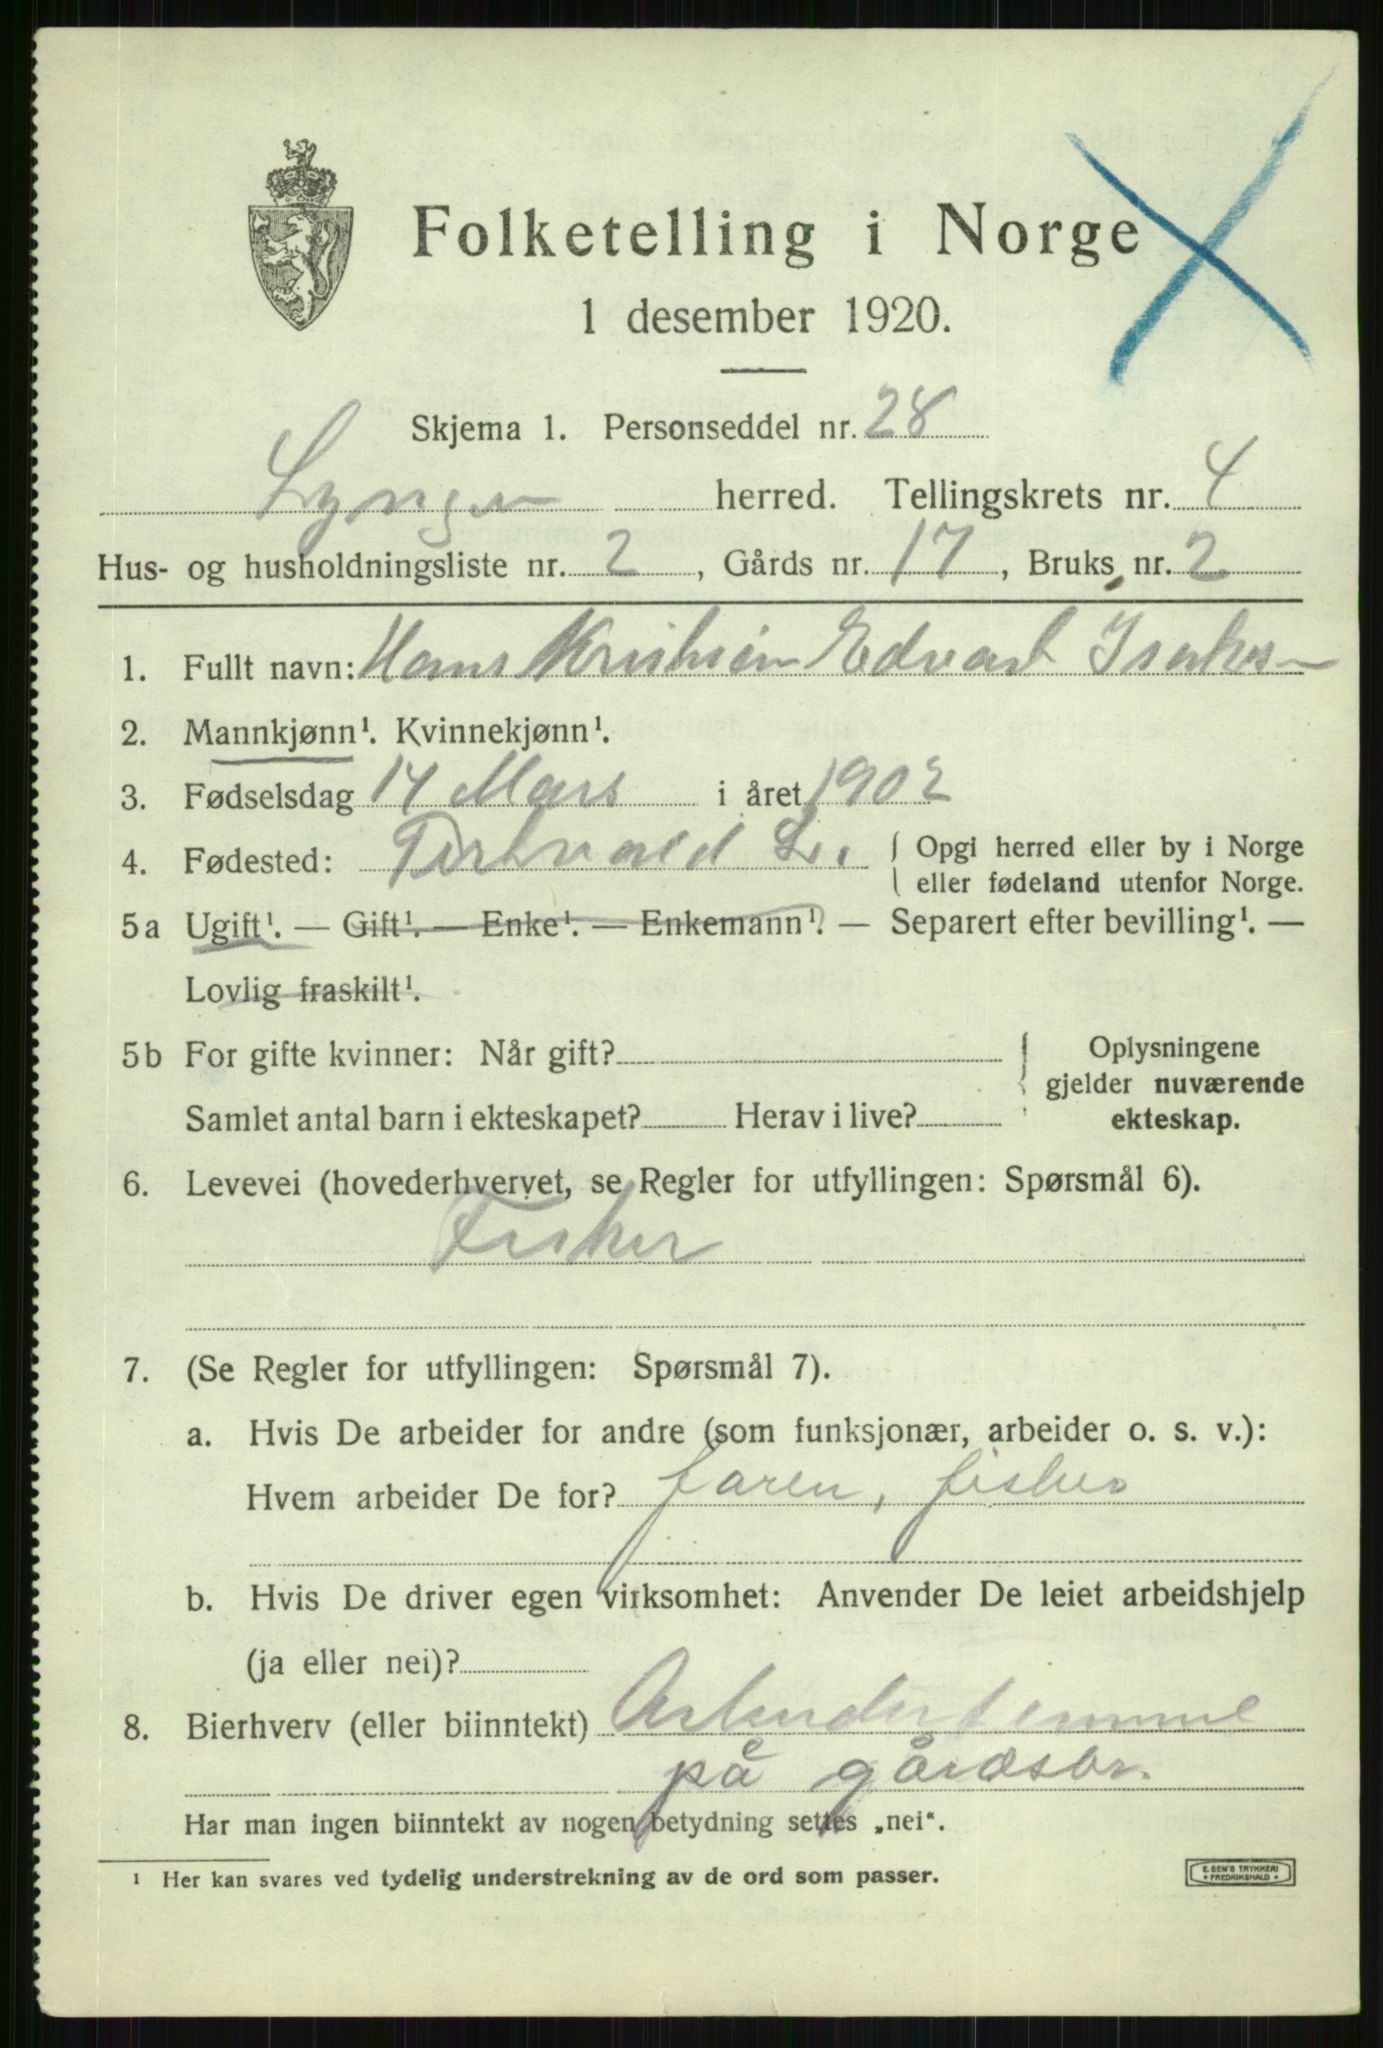 Folketelling i Norge
1 desember 1920.
Skjema 1. Personseddel nr. 28
Lyngen herred. Tellingskrets nr. 4
Hus- og husholdningsliste nr. 2, Gårds nr. 17, Bruks nr. 2
1. Fullt navn: Hans Kristian Edvart Isaksen
2. Mannkjønn¹. Kvinnekjønn¹.
3. Fødselsdag 14 Mars i året 1902
4. Fødested: L. { Opgi herred eller by i Norge
eller fødeland utenfor Norge.
5a Ugift¹. — Gift¹. — Enke¹. — Enkemann¹. — Separert efter bevilling¹. —
Lovlig fraskilt¹.
5b For gifte kvinner: Når gift? { Oplysningene
gjelder nuværende
Samlet antal barn i ekteskapet? Herav i live? ekteskap.
6. Levevei (hovederhvervet, se Regler for utfyllingen: Spørsmål 6).
Fisker
7. (Se Regler for utfyllingen: Spørsmål 7).
a. Hvis De arbeider for andre (som funksjonær, arbeider o. s. v.):
Hvem arbeider De for? faren, fisker
b. Hvis De driver egen virksomhet: Anvender De leiet arbeidshjelp
(ja eller nei)?
8. Bierhverv (eller biinntekt)
på gårdsbr.
Har man ingen biinntekt av nogen betydning settes „nei“.
¹ Her kan svares ved tydelig understrekning av de ord som passer.
E. SEM'S TRYKKERI
* FREDRIKSHALD *